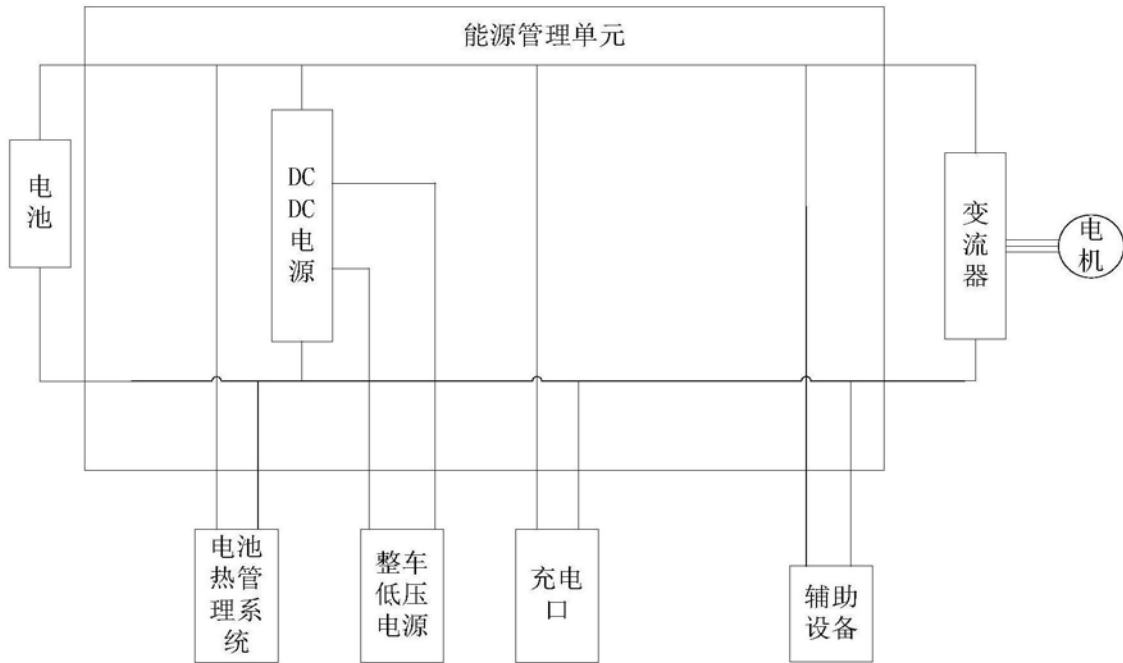 能源管理单元
电
池
DC
DC
电
源
变
流
器
电
机
电池
热管
理系
统
整车
低压
电源
充电
口
辅助
设备